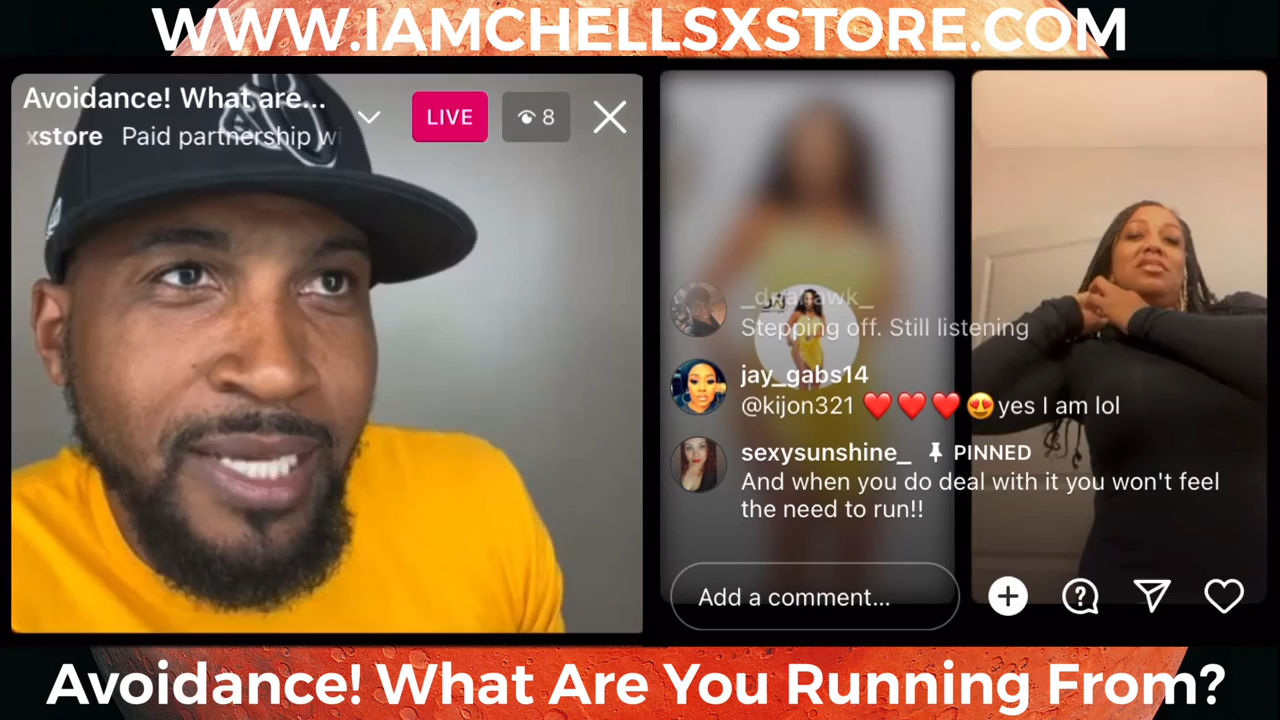 WWW.IAMCHELLSXSTORE.COM
Avoidance! What are...
xstore Paid partnership wi
LIVE
8
Stepping off. Still listening
jay_gabs14
@kijon321 ❤️❤️❤️😍yes I am lol
sexysunshine_ PINNED
And when you do deal with it you won't feel
the need to run!!
Add a comment...
Avoidance! What Are You Running From?